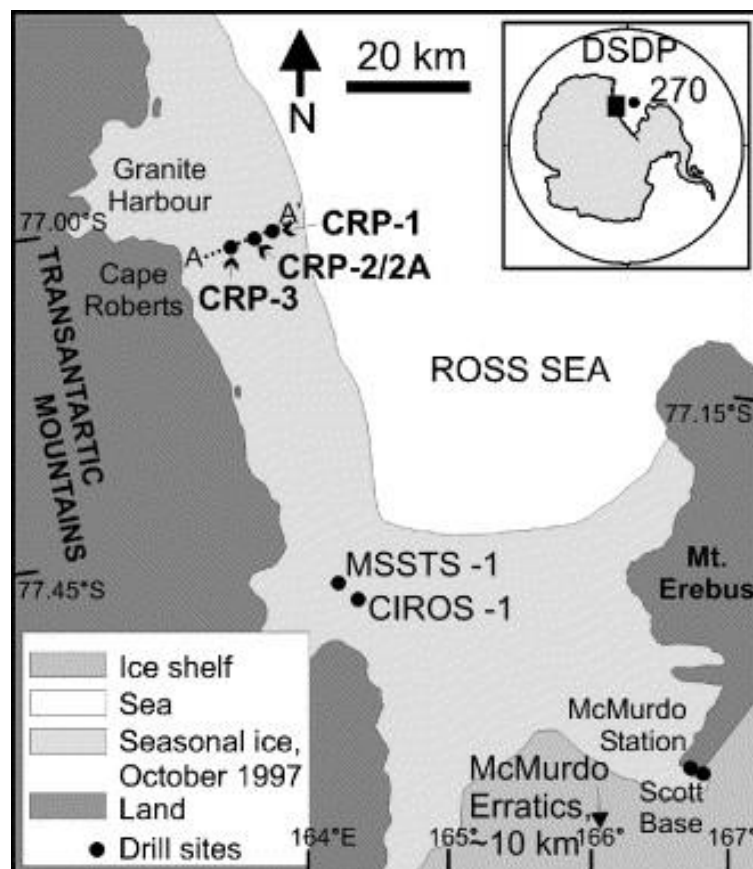 DSDP
270
20 km
N
Granite
Harbour
77.00°S
A'
A
CRP-1
CRP-2/2A
CRP-3
Cape
Roberts
TRANSANTARTIC
MOUNTAINS
ROSS SEA
77.15°S
MSSTS -1
CIROS -1
77.45°S
Mt.
Erebus
Ice shelf
Sea
Seasonal ice,
October 1997
Land
Drill sites
McMurdo
Station
Scott
Base
McMurdo
Erratics,
~10 km
164°E
165°
166°
167°